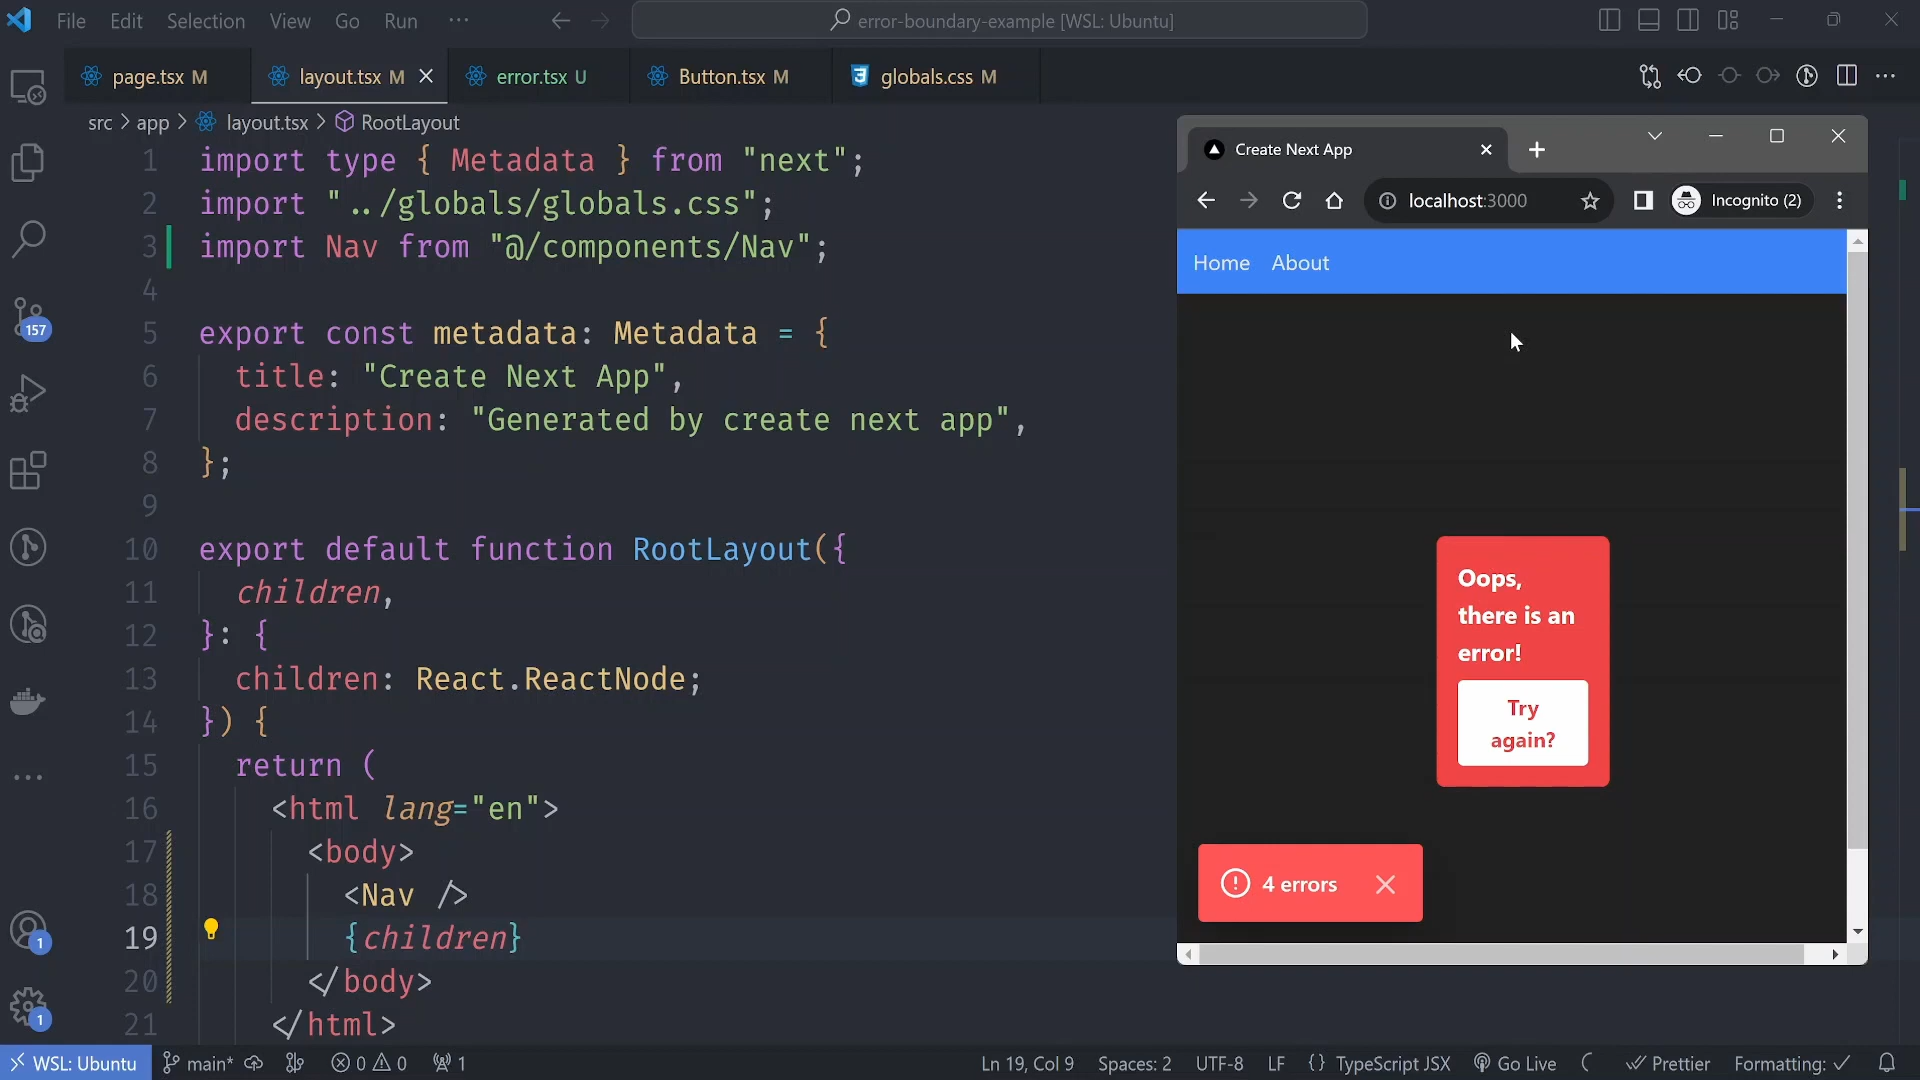 File Edit Selection View Go Run ··· error-boundary-example [WSL: Ubuntu]
page.tsx M layout.tsx M error.tsx U Button.tsx M globals.css M
src > app > layout.tsx > RootLayout
1 import type { Metadata } from "next";
2 import "../globals/globals.css";
3 import Nav from "@/components/Nav";
4
5 export const metadata: Metadata = {
6 title: "Create Next App",
7 description: "Generated by create next app",
8 };
9
10 export default function RootLayout({
11 children,
12 }: {
13 children: React.ReactNode;
14 }) {
15 return (
16 <html lang="en">
17 <body>
18 <Nav />
19 {children}
20 </body>
21 </html>
157
1
1
Create Next App
localhost:3000 Incognito (2)
Home About
Oops,
there is an
error!
Try
again?
4 errors
WSL: Ubuntu main* 0 0 1 Ln 19, Col 9 Spaces: 2 UTF-8 LF {} TypeScript JSX Go Live Prettier Formatting: ✓